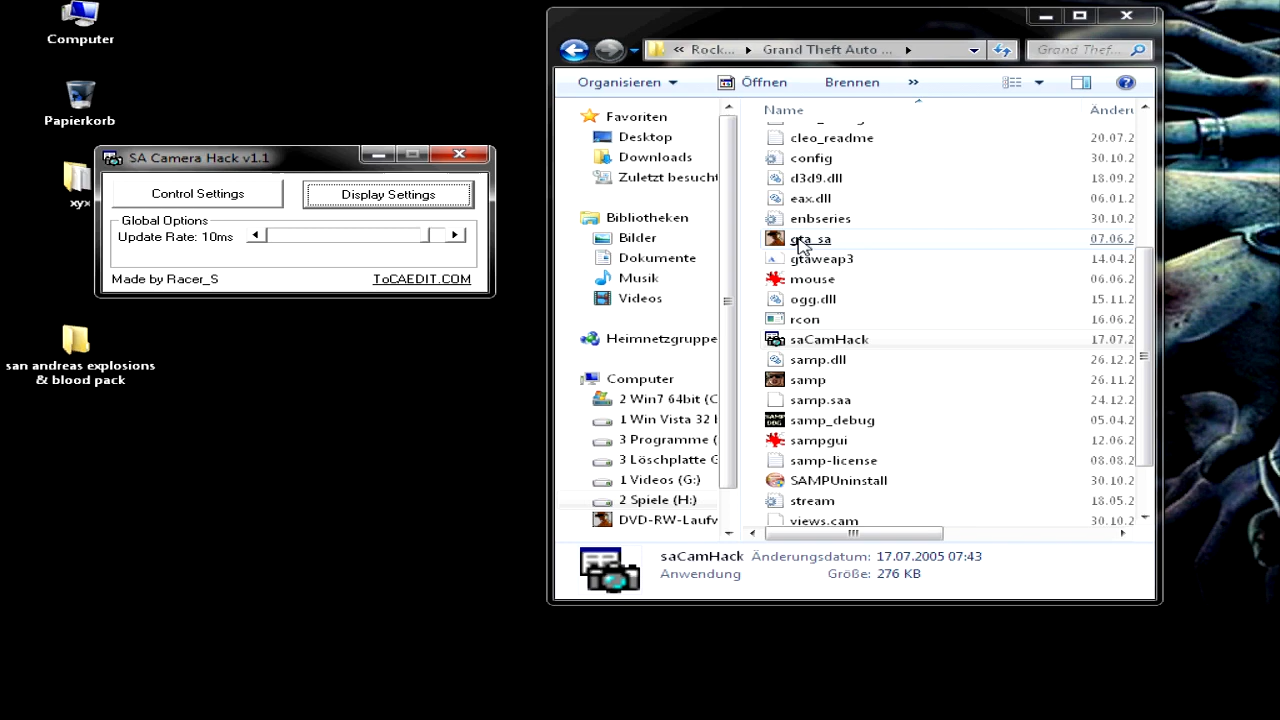 Computer
Papierkorb
xyx
san andreas explosions
& blood pack
SA Camera Hack v1.1
Control Settings
Display Settings
Global Options
Update Rate: 10ms
Made by Racer_S
ToCAEDIT.COM
« Rock... Grand Theft Auto ...
Grand Thef...
Organisieren Öffnen Brennen »
Favoriten
Desktop
Downloads
Zuletzt besucht
Bibliotheken
Bilder
Dokumente
Musik
Videos
Heimnetzgruppe
Computer
2 Win7 64bit (C
1 Win Vista 32 
3 Programme (
3 Löschplatte G
1 Videos (G:)
2 Spiele (H:)
DVD-RW-Laufw
Name Änderu
cleo_readme 20.07.2
config 30.10.2
d3d9.dll 18.09.2
eax.dll 06.01.2
enbseries 30.10.2
gta_sa 07.06.2
gtaweap3 14.04.2
mouse 06.06.2
ogg.dll 15.11.2
rcon 16.06.2
saCamHack 17.07.2
samp.dll 26.12.2
samp 26.11.2
samp.saa 24.12.2
samp_debug 05.04.2
sampgui 12.06.2
samp-license 08.08.2
SAMPUninstall 30.10.2
stream 18.05.2
views.cam 30.10.2
saCamHack Änderungsdatum: 17.07.2005 07:43
Anwendung Größe: 276 KB